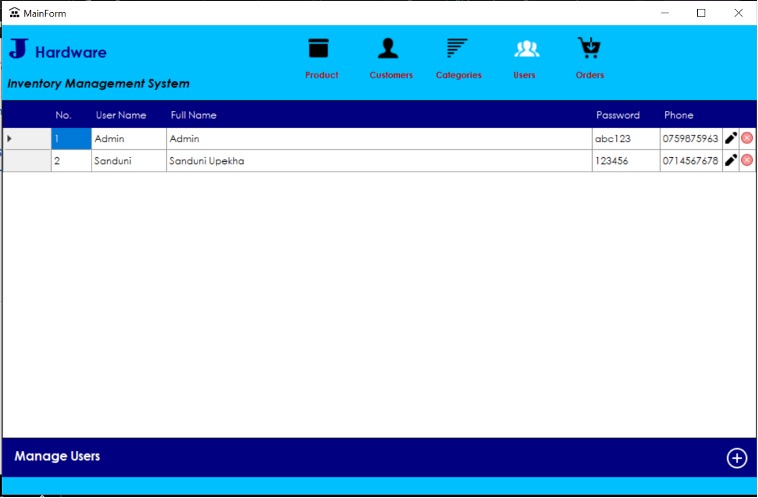 MainForm
J Hardware
Inventory Management System
Product Customers Categories Users Orders
No. User Name Full Name Password Phone
1 Admin Admin abc123 0759875963
2 Sanduni Sanduni Upekha 123456 0714567678
Manage Users